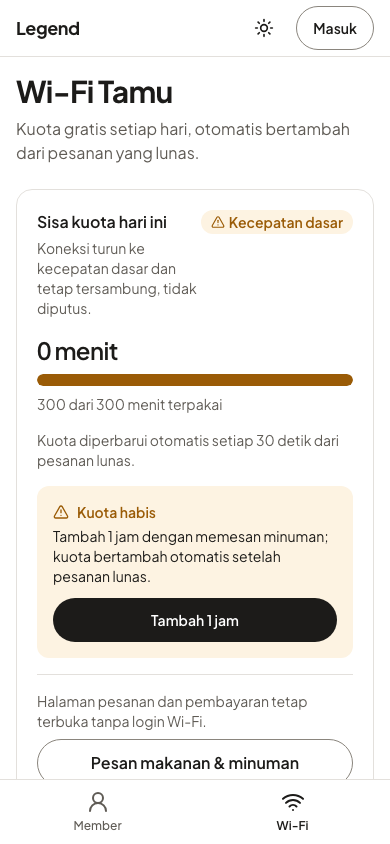 Legend
Masuk
Wi-Fi Tamu
Kuota gratis setiap hari, otomatis bertambah
dari pesanan yang lunas.
Sisa kuota hari ini
Kecepatan dasar
Koneksi turun ke
kecepatan dasar dan
tetap tersambung, tidak
diputus.
0 menit
300 dari 300 menit terpakai
Kuota diperbarui otomatis setiap 30 detik dari
pesanan lunas.
Kuota habis
Tambah 1 jam dengan memesan minuman;
kuota bertambah otomatis setelah
pesanan lunas.
Tambah 1 jam
Halaman pesanan dan pembayaran tetap
terbuka tanpa login Wi-Fi.
Pesan makanan & minuman
Member
Wi-Fi